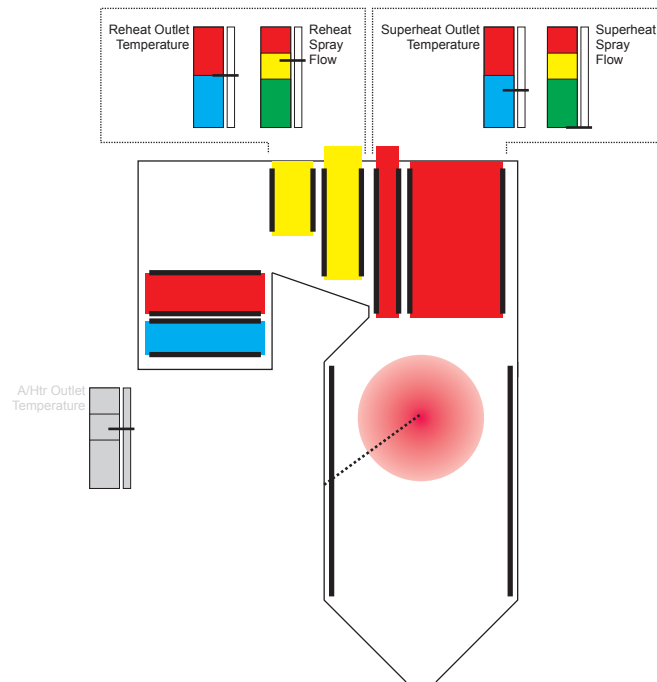 Reheat Outlet
Temperature
Reheat
Spray
Flow
Superheat Outlet
Temperature
Superheat
Spray
Flow
A/Htr Outlet
Temperature